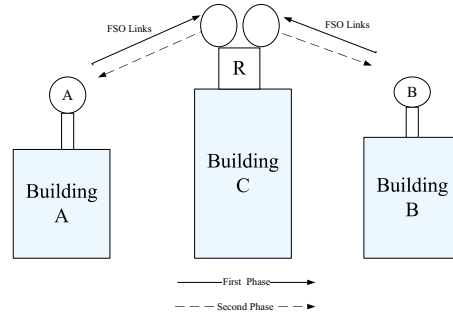 FSO Links
FSO Links
A
R
B
Building
A
Building
C
Building
B
First Phase
Second Phase